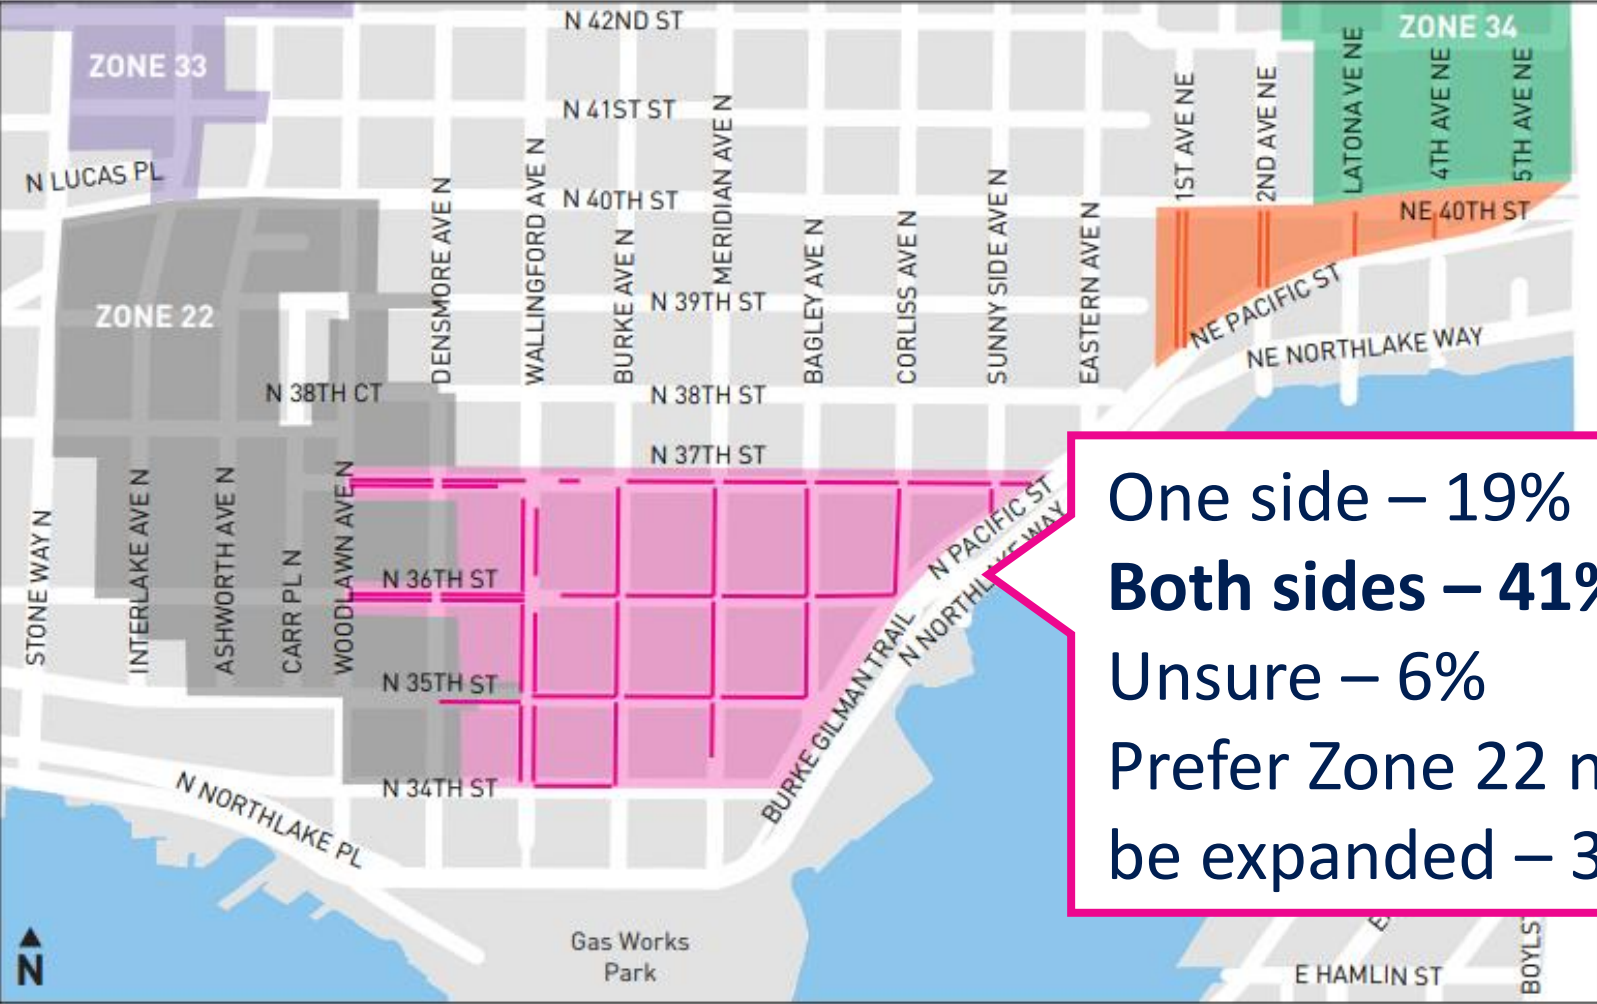 N 42ND ST
ZONE 34
ZONE 33
N 41ST ST
N LUCAS PL
N 40TH ST
NE 40TH ST
1ST AVE NE
2ND AVE NE
LATONA VE NE
4TH AVE NE
5TH AVE NE
DENSMORE AVE N
WALLINGFORD AVE N
BURKE AVE N
MERIDIAN AVE N
BAGLEY AVE N
CORLISS AVE N
SUNNY SIDE AVE N
EASTERN AVE N
ZONE 22
N 39TH ST
NE PACIFIC ST
NE NORTHLAKE WAY
N 38TH CT
N 38TH ST
N 37TH ST
STONE WAY N
INTERLAKE AVE N
ASHWORTH AVE N
CARR PL N
WOODLAWN AVE N
N 36TH ST
N PACIFIC ST
N NORTHLAKE WAY
BURKE GILMAN TRAIL
N 35TH ST
N 34TH ST
N NORTHLAKE PL
One side – 19%
Both sides – 41%
Unsure – 6%
Prefer Zone 22 n
be expanded – 3
Gas Works
Park
N
E HAMLIN ST
BOYLS